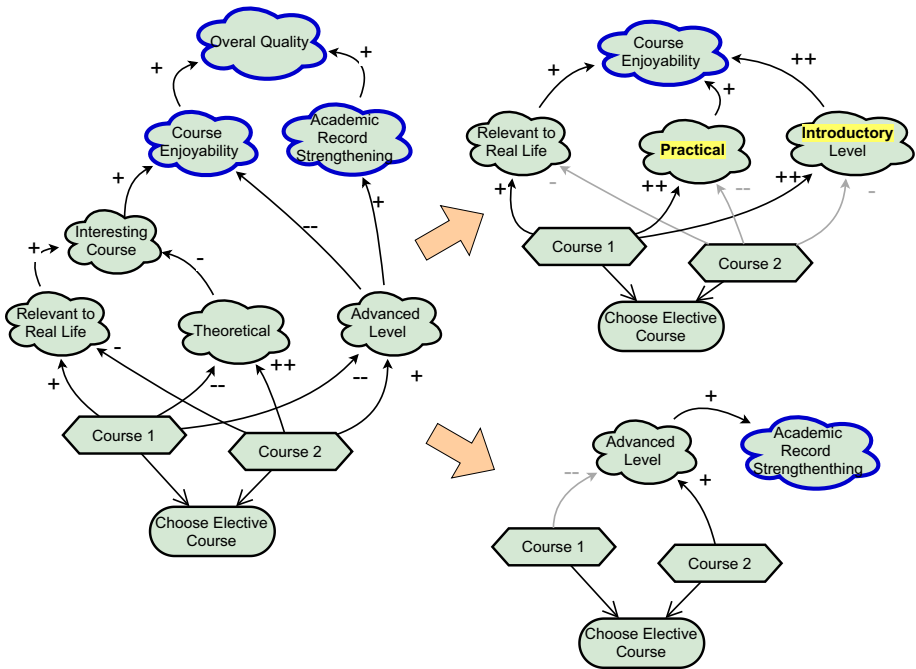 Overal Quality
+
+
Course
Enjoyability
Academic
Record
Strengthening
+
--
+
Interesting
Course
+
-
Relevant to
Real Life
Theoretical
Advanced
Level
-
++
--
+
+
--
Course 1
Course 2
Choose Elective
Course
Course
Enjoyability
+
+
++
Relevant to
Real Life
Practical
Introductory
Level
+
-
++
--
++
-
Course 1
Course 2
Choose Elective
Course
+
Advanced
Level
Academic
Record
Strengthenthing
--
+
Course 1
Course 2
Choose Elective
Course